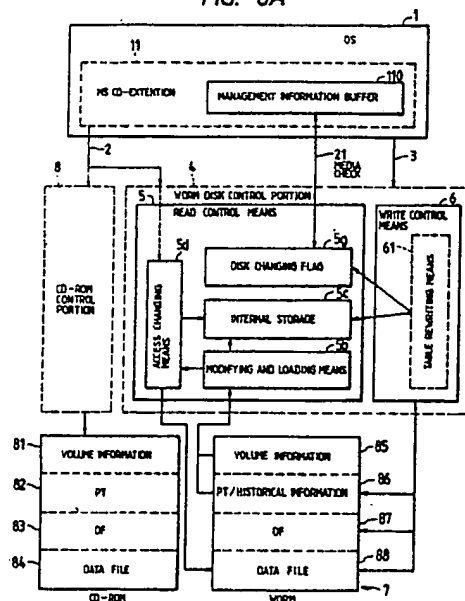 FIG. 3A
1
11
OS
MS CD-EXTENTION
110
MANAGEMENT INFORMATION BUFFER
2
21
MEDIA CHECK
3
8
4
WORM DISK CONTROL PORTION
5
READ CONTROL MEANS
6
WRITE CONTROL MEANS
61
TABLE REWRITING MEANS
5d
ACCESS CHANGING MEANS
5a
DISK CHANGING FLAG
5c
INTERNAL STORAGE
5b
MODIFYING AND LOADING MEANS
CD-ROM CONTROL PORTION
81
VOLUME INFORMATION
82
PT
83
DF
84
DATA FILE
CD-ROM
VOLUME INFORMATION
85
PT/HISTORICAL INFORMATION
86
DF
87
DATA FILE
88
WORM
7